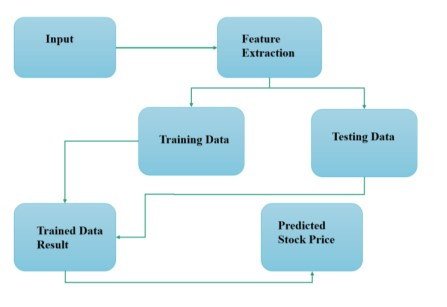 Input
Feature
Extraction
Training Data
Testing Data
Trained Data
Result
Predicted
Stock Price